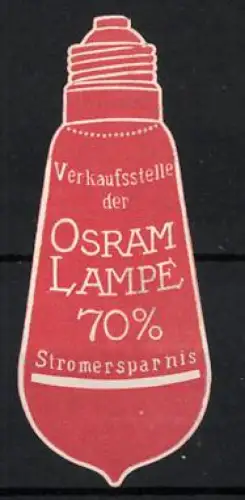 Verkaufsstelle
der
OSRAM
LAMPE
70%
Stromersparnis